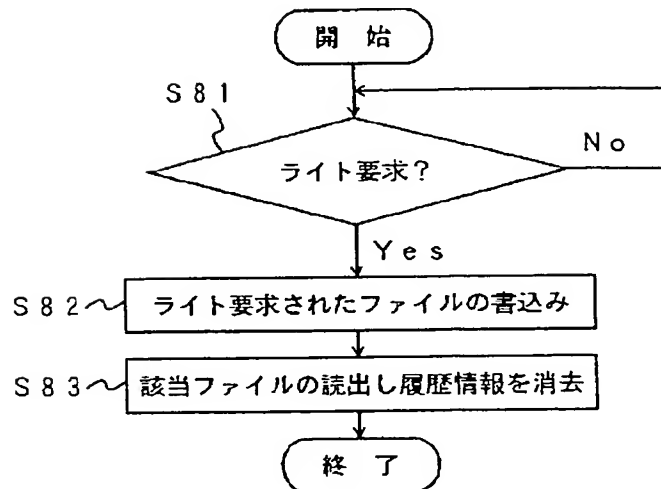 開 始
S81
ライト要求?
No
Yes
S82
ライト要求されたファイルの書込み
S83
該当ファイルの読出し履歴情報を消去
終 了